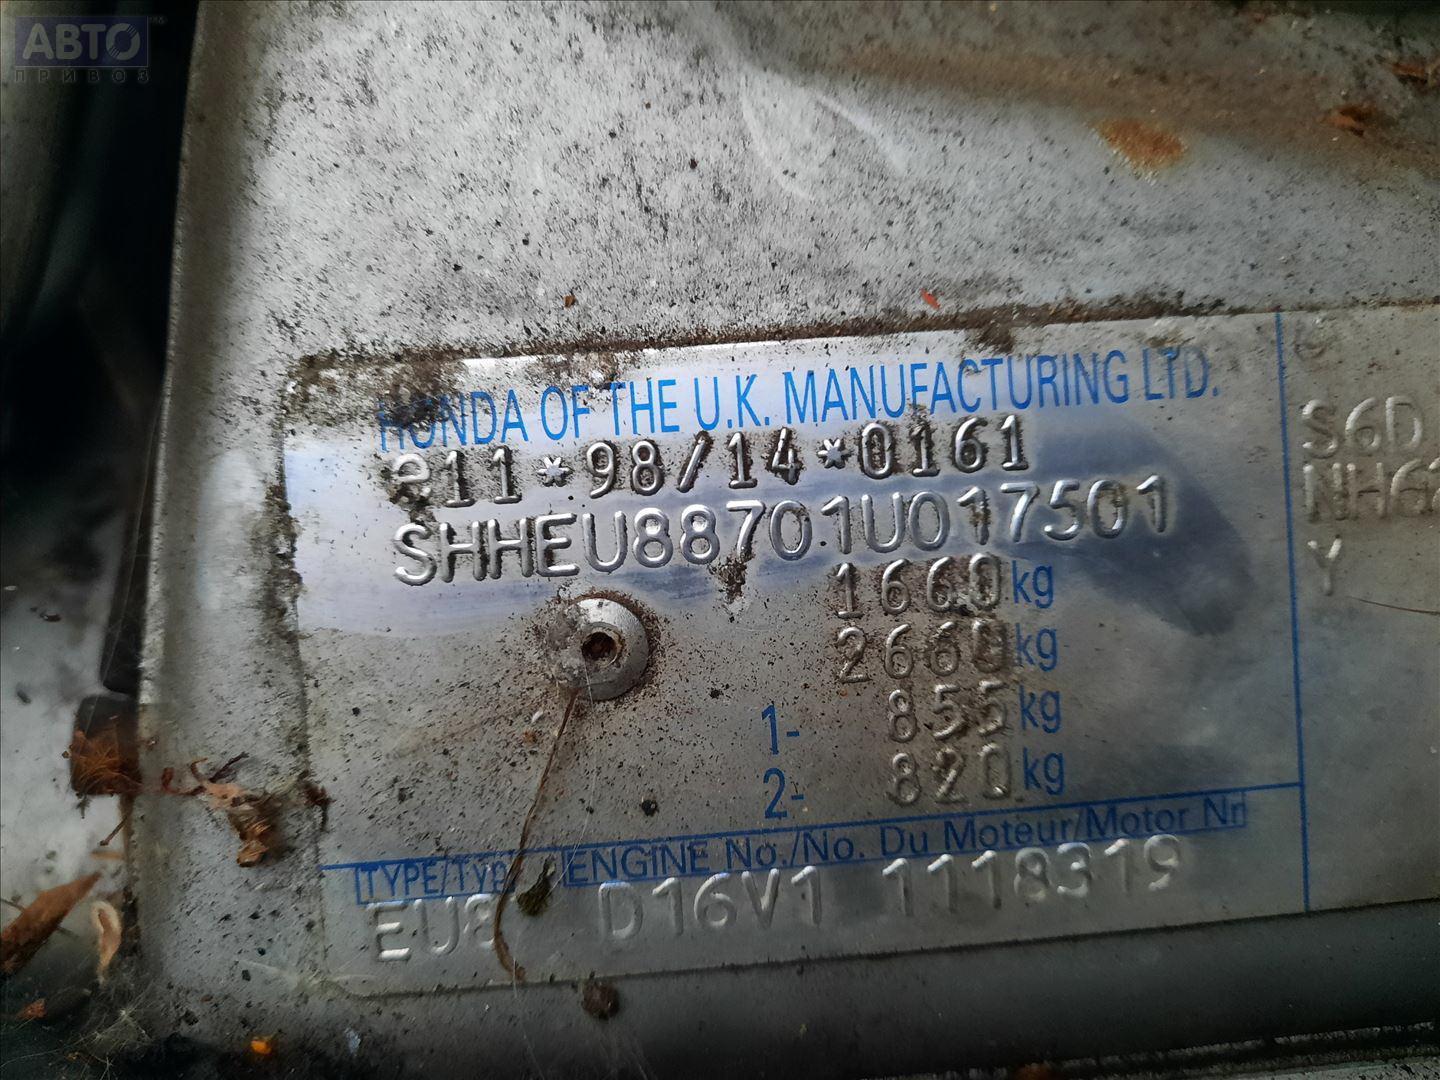 АВТО™
ПРИВОЗ
HONDA OF THE U.K. MANUFACTURING LTD.
e11*98/14*0161
SHHEU88701U017501
1660kg
2660kg
1- 855kg
2- 820kg
TYPE/Typ ENGINE No./No. Du Moteur/Motor Nr
EU8 D16V1 1118319
S6D
Y